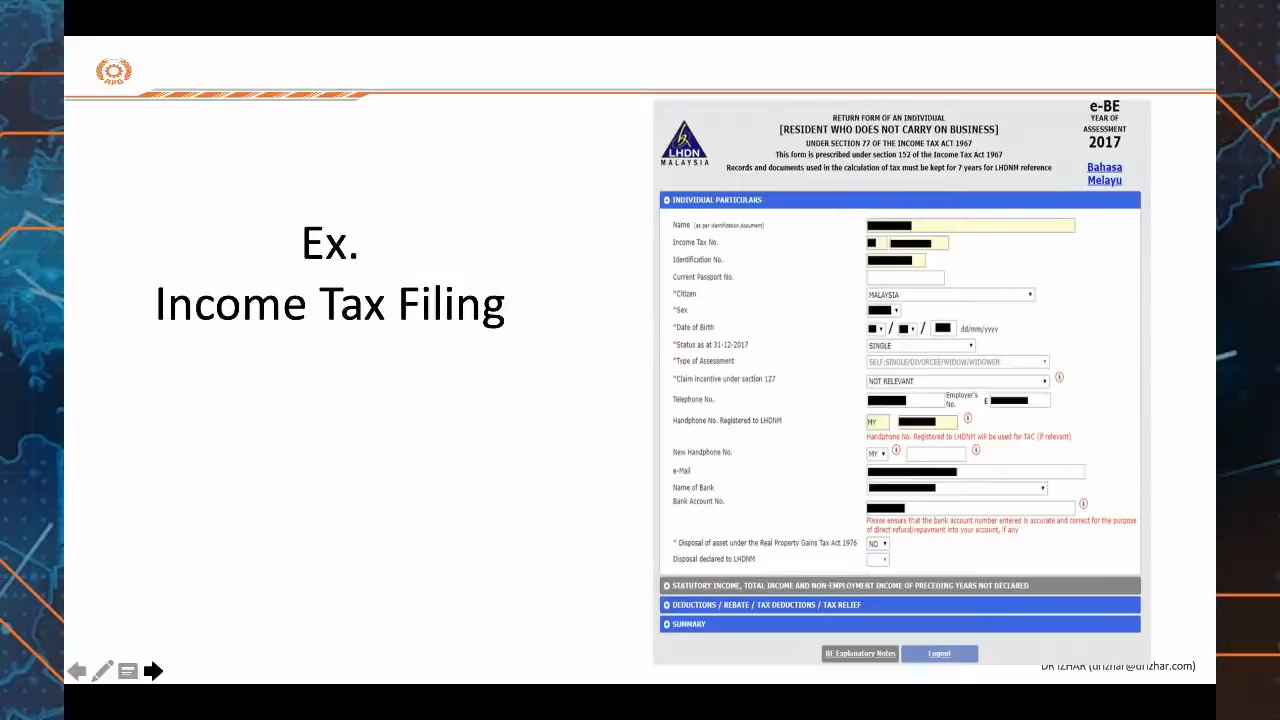 Ex.
Income Tax Filing
APD
LHDN
MALAYSIA
RETURN FORM OF AN INDIVIDUAL
[RESIDENT WHO DOES NOT CARRY ON BUSINESS]
UNDER SECTION 77 OF THE INCOME TAX ACT 1967
This form is prescribed under section 152 of the Income Tax Act 1967
Records and documents used in the calculation of tax must be kept for 7 years for LHDNM reference
e-BE
YEAR OF
ASSESSMENT
2017
Bahasa
Melayu
INDIVIDUAL PARTICULARS
Name (as per identification document)
Income Tax No.
Identification No.
Current Passport No.
*Citizen MALAYSIA
*Sex
*Date of Birth / / dd/mm/yyyy
*Status as at 31-12-2017 SINGLE
*Type of Assessment SELF;SINGLE/DIVORCEE/WIDOW/WIDOWER
*Claim incentive under section 127 NOT RELEVANT
Telephone No. Employer's No. E
Handphone No. Registered to LHDNM MY
Handphone No. Registered to LHDNM will be used for TAC (if relevant)
New Handphone No. MY
e-Mail
Name of Bank
Bank Account No.
Please ensure that the bank account number entered is accurate and correct for the purpose
of direct refund/repayment into your account, if any
* Disposal of asset under the Real Property Gains Tax Act 1976 NO
Disposal declared to LHDNM
STATUTORY INCOME, TOTAL INCOME AND NON-EMPLOYMENT INCOME OF PRECEDING YEARS NOT DECLARED
DEDUCTIONS / REBATE / TAX DEDUCTIONS / TAX RELIEF
SUMMARY
BE Explanatory Notes Logout
DR IZHAR (drizhar@drizhar.com)